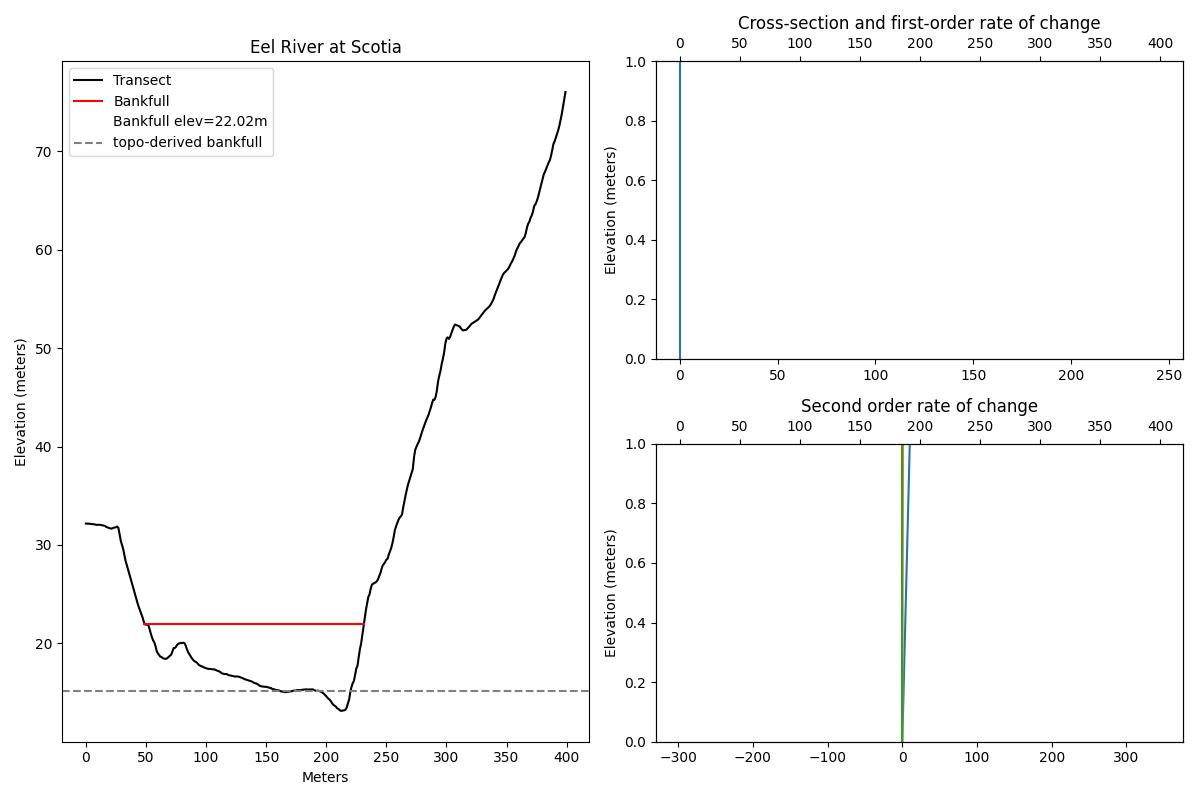 Eel River at Scotia
Transect
Bankfull
Bankfull elev=22.02m
topo-derived bankfull
Elevation (meters)
70
60
50
40
30
20
0 50 100 150 200 250 300 350 400
Meters
Cross-section and first-order rate of change
0 50 100 150 200 250 300 350 400
Elevation (meters)
1.0
0.8
0.6
0.4
0.2
0.0
0 50 100 150 200 250
Second order rate of change
0 50 100 150 200 250 300 350 400
Elevation (meters)
1.0
0.8
0.6
0.4
0.2
0.0
−300 −200 −100 0 100 200 300